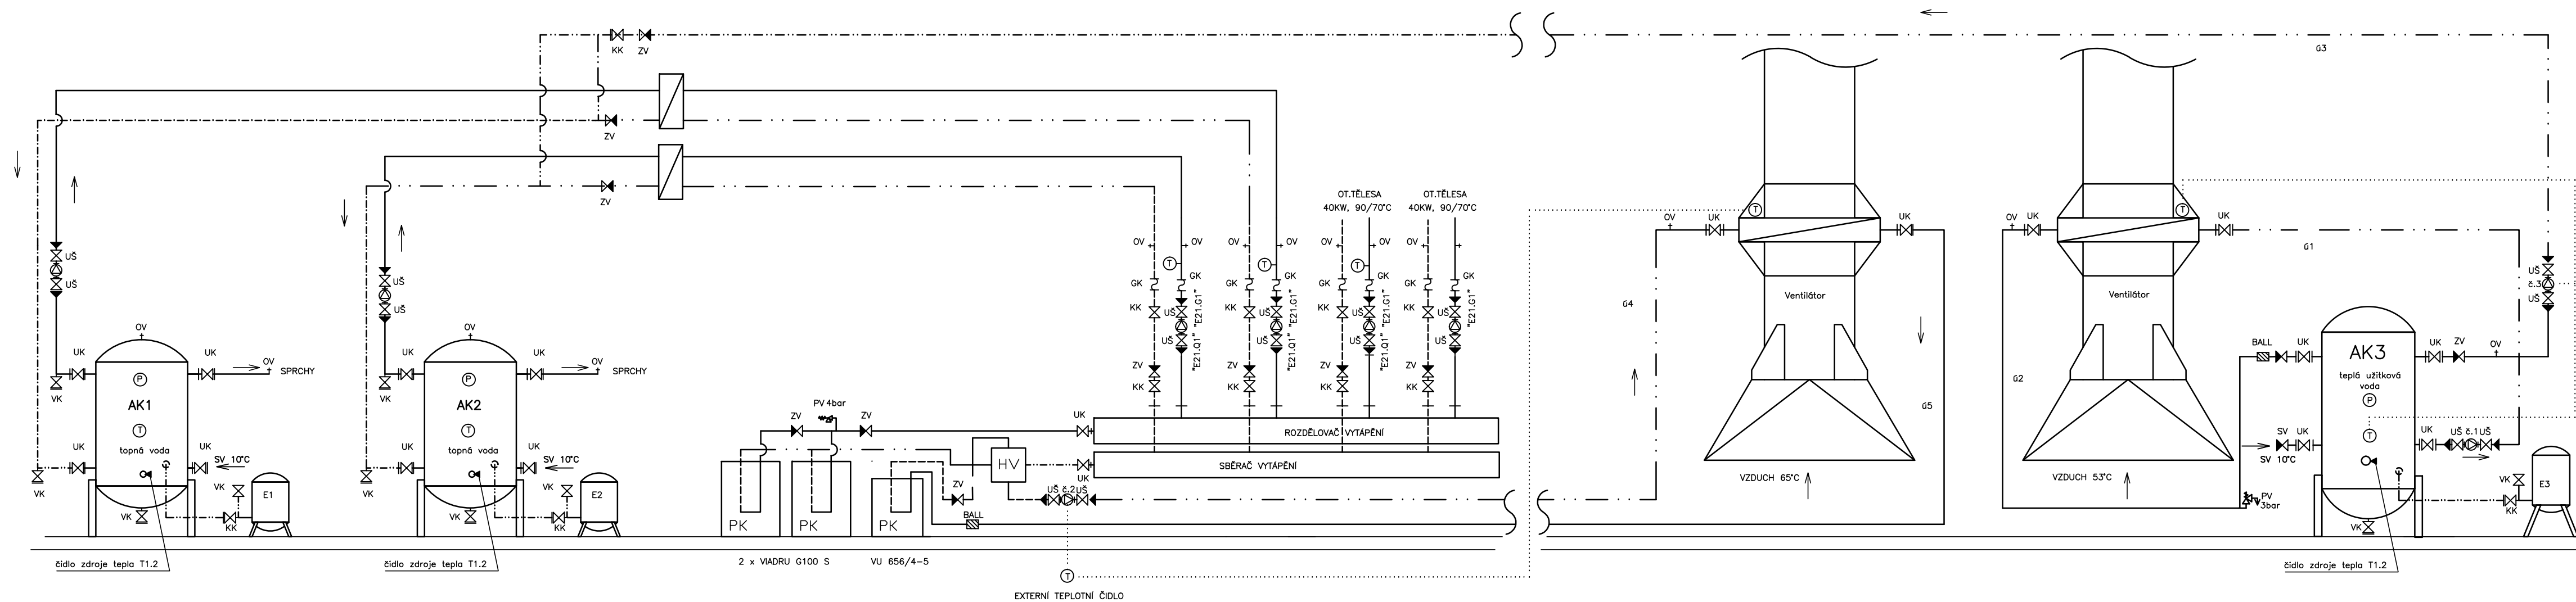 G3
KK
ZV
ZV
ZV
UŠ
UŠ
UŠ
UŠ
OV
UK
UK
OV
SPRCHY
VK
P
AK1
T
topná voda
UK
UK
SV 10°C
VK
VK
VK
KK
E1
čidlo zdroje tepla T1.2
OV
UK
UK
OV
SPRCHY
VK
P
AK2
T
topná voda
UK
UK
SV 10°C
VK
VK
VK
KK
E2
čidlo zdroje tepla T1.2
OT.TĚLESA
40KW, 90/70°C
OT.TĚLESA
40KW, 90/70°C
OV
OV
OV
OV
OV
OV
OV
T
T
T
GK
GK
GK
GK
GK
GK
GK
GK
KK
KK
KK
KK
UŠ
UŠ
UŠ
UŠ
UŠ
UŠ
UŠ
UŠ
"E21.G1"
"E21.G1"
"E21.G1"
"E21.G1"
"E21.Q1"
"E21.Q1"
"E21.Q1"
ZV
ZV
ZV
ZV
KK
KK
KK
KK
PV 4bar
ZV
ZV
UK
ROZDĚLOVAČ VYTÁPĚNÍ
SBĚRAČ VYTÁPĚNÍ
HV
UK
UŠ č.2 UŠ
ZV
BALL
PK
PK
PK
2 x VIADRU G100 S
VU 656/4-5
T
EXTERNÍ TEPLOTNÍ ČIDLO
OV
UK
T
UK
G4
Ventilátor
G5
VZDUCH 65°C
OV
UK
T
UK
G1
G2
Ventilátor
VZDUCH 53°C
UŠ
č.3
UŠ
BALL
UK
AK3
teplá užitková
voda
P
T
UK
ZV
OV
SV
UK
SV 10°C
UK
UŠ č.1 UŠ
PV
3bar
VK
VK
KK
E3
čidlo zdroje tepla T1.2